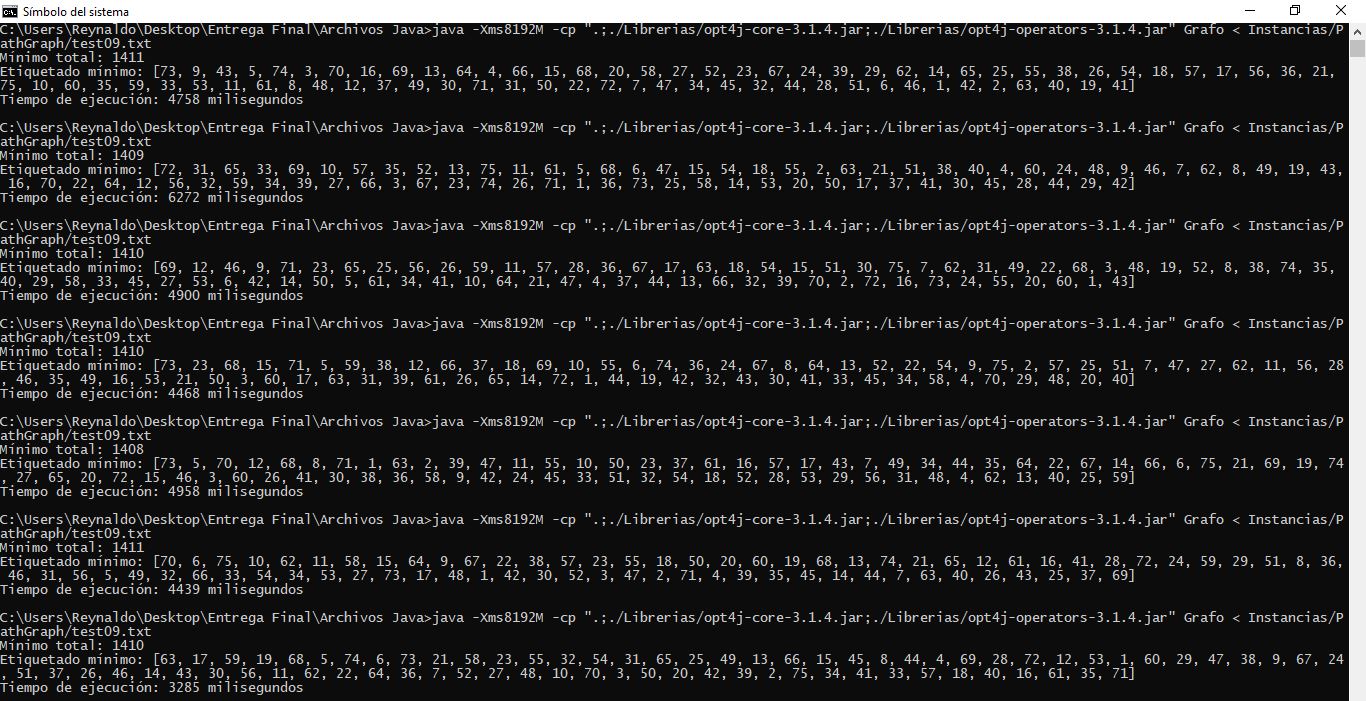 Símbolo del sistema
C:\Users\Reynaldo\Desktop\Entrega Final\Archivos Java>java -Xms8192M -cp ".;./Librerias/opt4j-core-3.1.4.jar;./Librerias/opt4j-operators-3.1.4.jar" Grafo < Instancias/P
athGraph/test09.txt
Mínimo total: 1411
Etiquetado mínimo: [73, 9, 43, 5, 74, 3, 70, 16, 69, 13, 64, 4, 66, 15, 68, 20, 58, 27, 52, 23, 67, 24, 39, 29, 62, 14, 65, 25, 55, 38, 26, 54, 18, 57, 17, 56, 36, 21,
75, 10, 60, 35, 59, 33, 53, 11, 61, 8, 48, 12, 37, 49, 30, 71, 31, 50, 22, 72, 7, 47, 34, 45, 32, 44, 28, 51, 6, 46, 1, 42, 2, 63, 40, 19, 41]
Tiempo de ejecución: 4758 milisegundos
C:\Users\Reynaldo\Desktop\Entrega Final\Archivos Java>java -Xms8192M -cp ".;./Librerias/opt4j-core-3.1.4.jar;./Librerias/opt4j-operators-3.1.4.jar" Grafo < Instancias/P
athGraph/test09.txt
Mínimo total: 1409
Etiquetado mínimo: [72, 31, 65, 33, 69, 10, 57, 35, 52, 13, 75, 11, 61, 5, 68, 6, 47, 15, 54, 18, 55, 2, 63, 21, 51, 38, 40, 4, 60, 24, 48, 9, 46, 7, 62, 8, 49, 19, 43,
16, 70, 22, 64, 12, 56, 32, 59, 34, 39, 27, 66, 3, 67, 23, 74, 26, 71, 1, 36, 73, 25, 58, 14, 53, 20, 50, 17, 37, 41, 30, 45, 28, 44, 29, 42]
Tiempo de ejecución: 6272 milisegundos
C:\Users\Reynaldo\Desktop\Entrega Final\Archivos Java>java -Xms8192M -cp ".;./Librerias/opt4j-core-3.1.4.jar;./Librerias/opt4j-operators-3.1.4.jar" Grafo < Instancias/P
athGraph/test09.txt
Mínimo total: 1410
Etiquetado mínimo: [69, 12, 46, 9, 71, 23, 65, 25, 56, 26, 59, 11, 57, 28, 36, 67, 17, 63, 18, 54, 15, 51, 30, 75, 7, 62, 31, 49, 22, 68, 3, 48, 19, 52, 8, 38, 74, 35,
40, 29, 58, 33, 45, 27, 53, 6, 42, 14, 50, 5, 61, 34, 41, 10, 64, 21, 47, 4, 37, 44, 13, 66, 32, 39, 70, 2, 72, 16, 73, 24, 55, 20, 60, 1, 43]
Tiempo de ejecución: 4900 milisegundos
C:\Users\Reynaldo\Desktop\Entrega Final\Archivos Java>java -Xms8192M -cp ".;./Librerias/opt4j-core-3.1.4.jar;./Librerias/opt4j-operators-3.1.4.jar" Grafo < Instancias/P
athGraph/test09.txt
Mínimo total: 1410
Etiquetado mínimo: [73, 23, 68, 15, 71, 5, 59, 38, 12, 66, 37, 18, 69, 10, 55, 6, 74, 36, 24, 67, 8, 64, 13, 52, 22, 54, 9, 75, 2, 57, 25, 51, 7, 47, 27, 62, 11, 56, 28
, 46, 35, 49, 16, 53, 21, 50, 3, 60, 17, 63, 31, 39, 61, 26, 65, 14, 72, 1, 44, 19, 42, 32, 43, 30, 41, 33, 45, 34, 58, 4, 70, 29, 48, 20, 40]
Tiempo de ejecución: 4468 milisegundos
C:\Users\Reynaldo\Desktop\Entrega Final\Archivos Java>java -Xms8192M -cp ".;./Librerias/opt4j-core-3.1.4.jar;./Librerias/opt4j-operators-3.1.4.jar" Grafo < Instancias/P
athGraph/test09.txt
Mínimo total: 1408
Etiquetado mínimo: [73, 5, 70, 12, 68, 8, 71, 1, 63, 2, 39, 47, 11, 55, 10, 50, 23, 37, 61, 16, 57, 17, 43, 7, 49, 34, 44, 35, 64, 22, 67, 14, 66, 6, 75, 21, 69, 19, 74
, 27, 65, 20, 72, 15, 46, 3, 60, 26, 41, 30, 38, 36, 58, 9, 42, 24, 45, 33, 51, 32, 54, 18, 52, 28, 53, 29, 56, 31, 48, 4, 62, 13, 40, 25, 59]
Tiempo de ejecución: 4958 milisegundos
C:\Users\Reynaldo\Desktop\Entrega Final\Archivos Java>java -Xms8192M -cp ".;./Librerias/opt4j-core-3.1.4.jar;./Librerias/opt4j-operators-3.1.4.jar" Grafo < Instancias/P
athGraph/test09.txt
Mínimo total: 1411
Etiquetado mínimo: [70, 6, 75, 10, 62, 11, 58, 15, 64, 9, 67, 22, 38, 57, 23, 55, 18, 50, 20, 60, 19, 68, 13, 74, 21, 65, 12, 61, 16, 41, 28, 72, 24, 59, 29, 51, 8, 36,
46, 31, 56, 5, 49, 32, 66, 33, 54, 34, 53, 27, 73, 17, 48, 1, 42, 30, 52, 3, 47, 2, 71, 4, 39, 35, 45, 14, 44, 7, 63, 40, 26, 43, 25, 37, 69]
Tiempo de ejecución: 4439 milisegundos
C:\Users\Reynaldo\Desktop\Entrega Final\Archivos Java>java -Xms8192M -cp ".;./Librerias/opt4j-core-3.1.4.jar;./Librerias/opt4j-operators-3.1.4.jar" Grafo < Instancias/P
athGraph/test09.txt
Mínimo total: 1410
Etiquetado mínimo: [63, 17, 59, 19, 68, 5, 74, 6, 73, 21, 58, 23, 55, 32, 54, 31, 65, 25, 49, 13, 66, 15, 45, 8, 44, 4, 69, 28, 72, 12, 53, 1, 60, 29, 47, 38, 9, 67, 24
, 51, 37, 26, 46, 14, 43, 30, 56, 11, 62, 22, 64, 36, 7, 52, 27, 48, 10, 70, 3, 50, 20, 42, 39, 2, 75, 34, 41, 33, 57, 18, 40, 16, 61, 35, 71]
Tiempo de ejecución: 3285 milisegundos